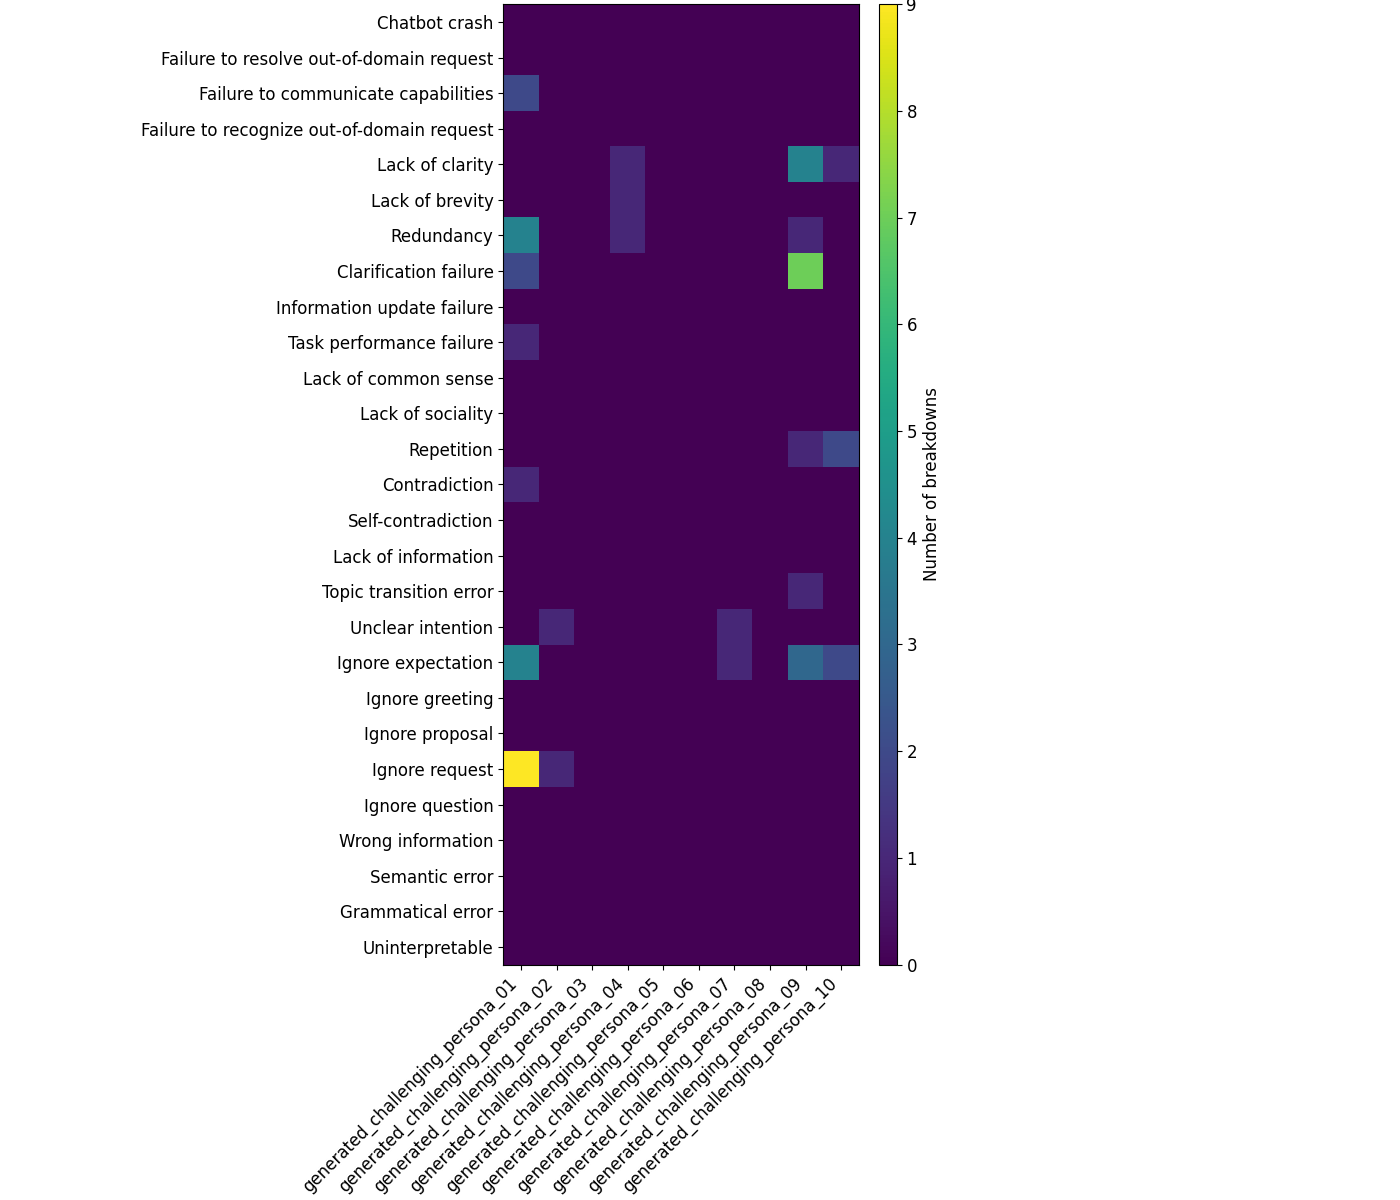 Chatbot crash
Failure to resolve out-of-domain request
Failure to communicate capabilities
Failure to recognize out-of-domain request
Lack of clarity
Lack of brevity
Redundancy
Clarification failure
Information update failure
Task performance failure
Lack of common sense
Lack of sociality
Repetition
Contradiction
Self-contradiction
Lack of information
Topic transition error
Unclear intention
Ignore expectation
Ignore greeting
Ignore proposal
Ignore request
Ignore question
Wrong information
Semantic error
Grammatical error
Uninterpretable
generated_challenging_persona_01
generated_challenging_persona_02
generated_challenging_persona_03
generated_challenging_persona_04
generated_challenging_persona_05
generated_challenging_persona_06
generated_challenging_persona_07
generated_challenging_persona_08
generated_challenging_persona_09
generated_challenging_persona_10
9
8
7
6
5
4
3
2
1
0
Number of breakdowns